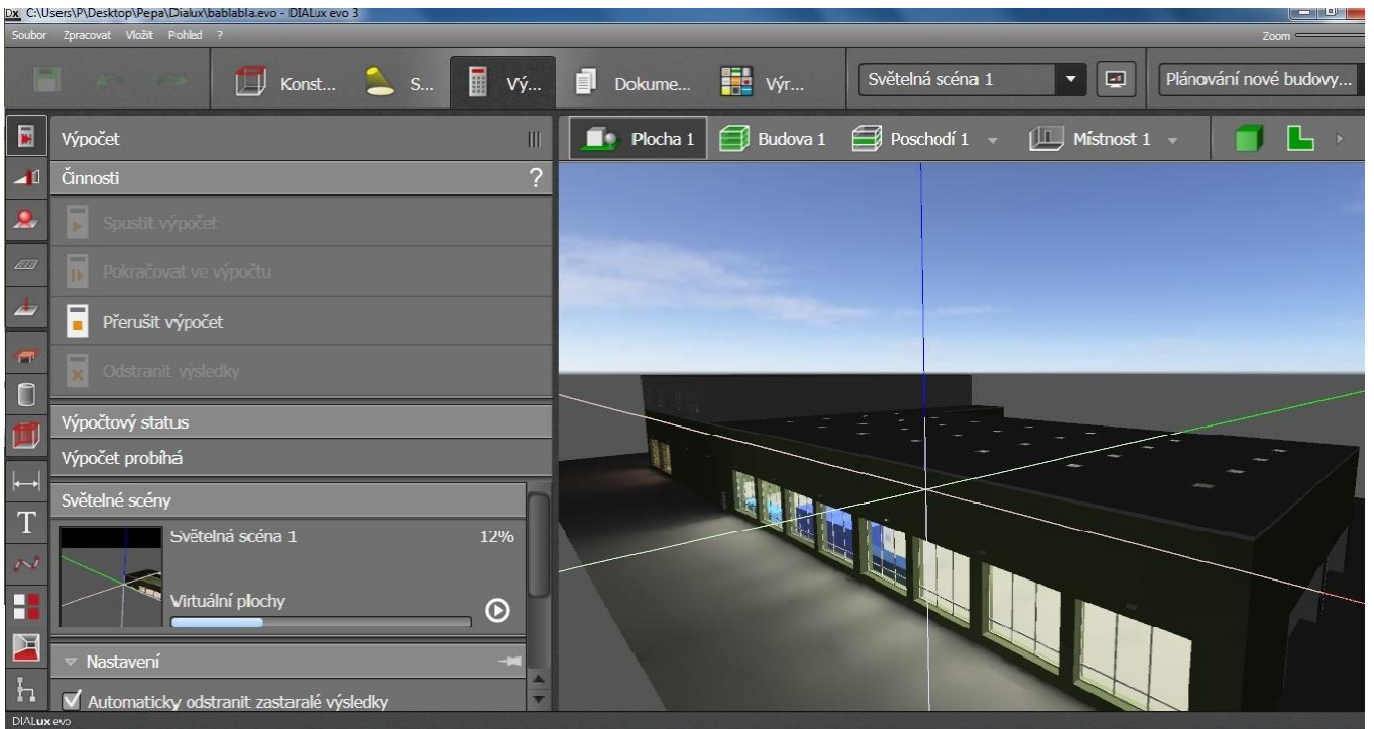 Dx C:\Users\P\Desktop\Pepa\Dialux\bablabla.evo - DIALux evo 3
Soubor Zpracovat Vložit Pohled ? Zoom
Konst... S... Vý... Dokume... Výr... Světelná scéna 1 Plánování nové budovy...
Výpočet
Plocha 1 Budova 1 Poschodí 1 Místnost 1
Činnosti ?
Spustit výpočet
Pokračovat ve výpočtu
Přerušit výpočet
Odstranit výsledky
Výpočtový status
Výpočet probíhá
Světelné scény
Světelná scéna 1 12%
Virtuální plochy
Nastavení
Automaticky odstranit zastaralé výsledky
T
DIALux evo